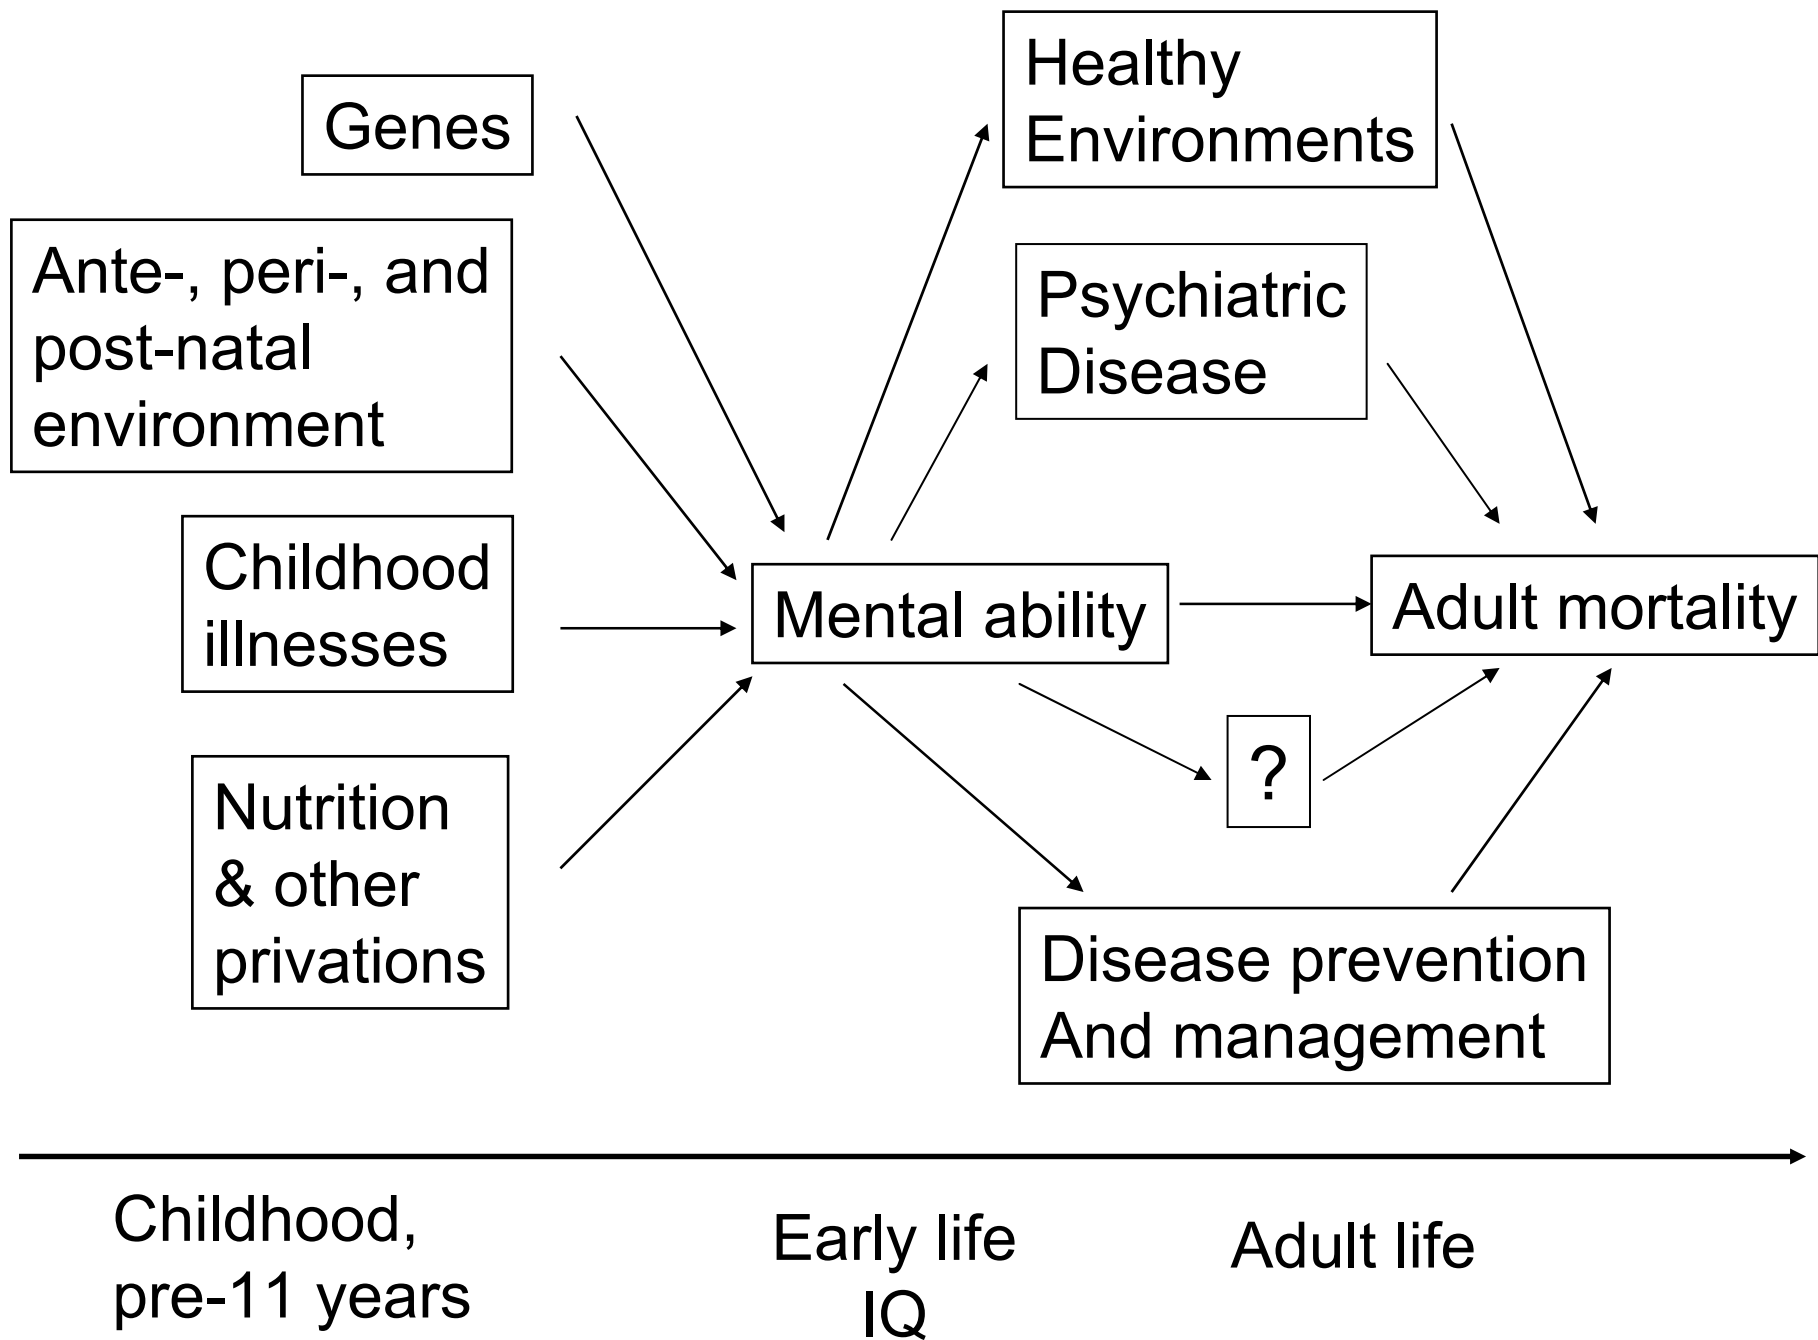 Genes
Ante-, peri-, and
post-natal
environment
Childhood
illnesses
Nutrition
& other
privations
Mental ability
Healthy
Environments
Psychiatric
Disease
Adult mortality
?
Disease prevention
And management
Childhood,
pre-11 years
Early life
IQ
Adult life